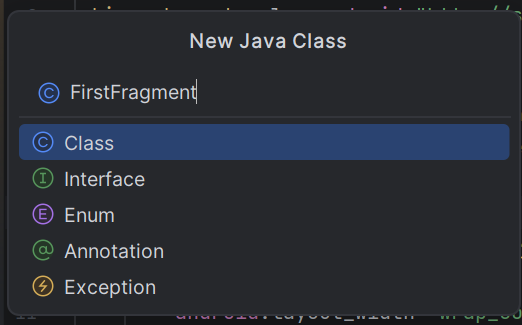 New Java Class
FirstFragment
Class
Interface
Enum
Annotation
Exception